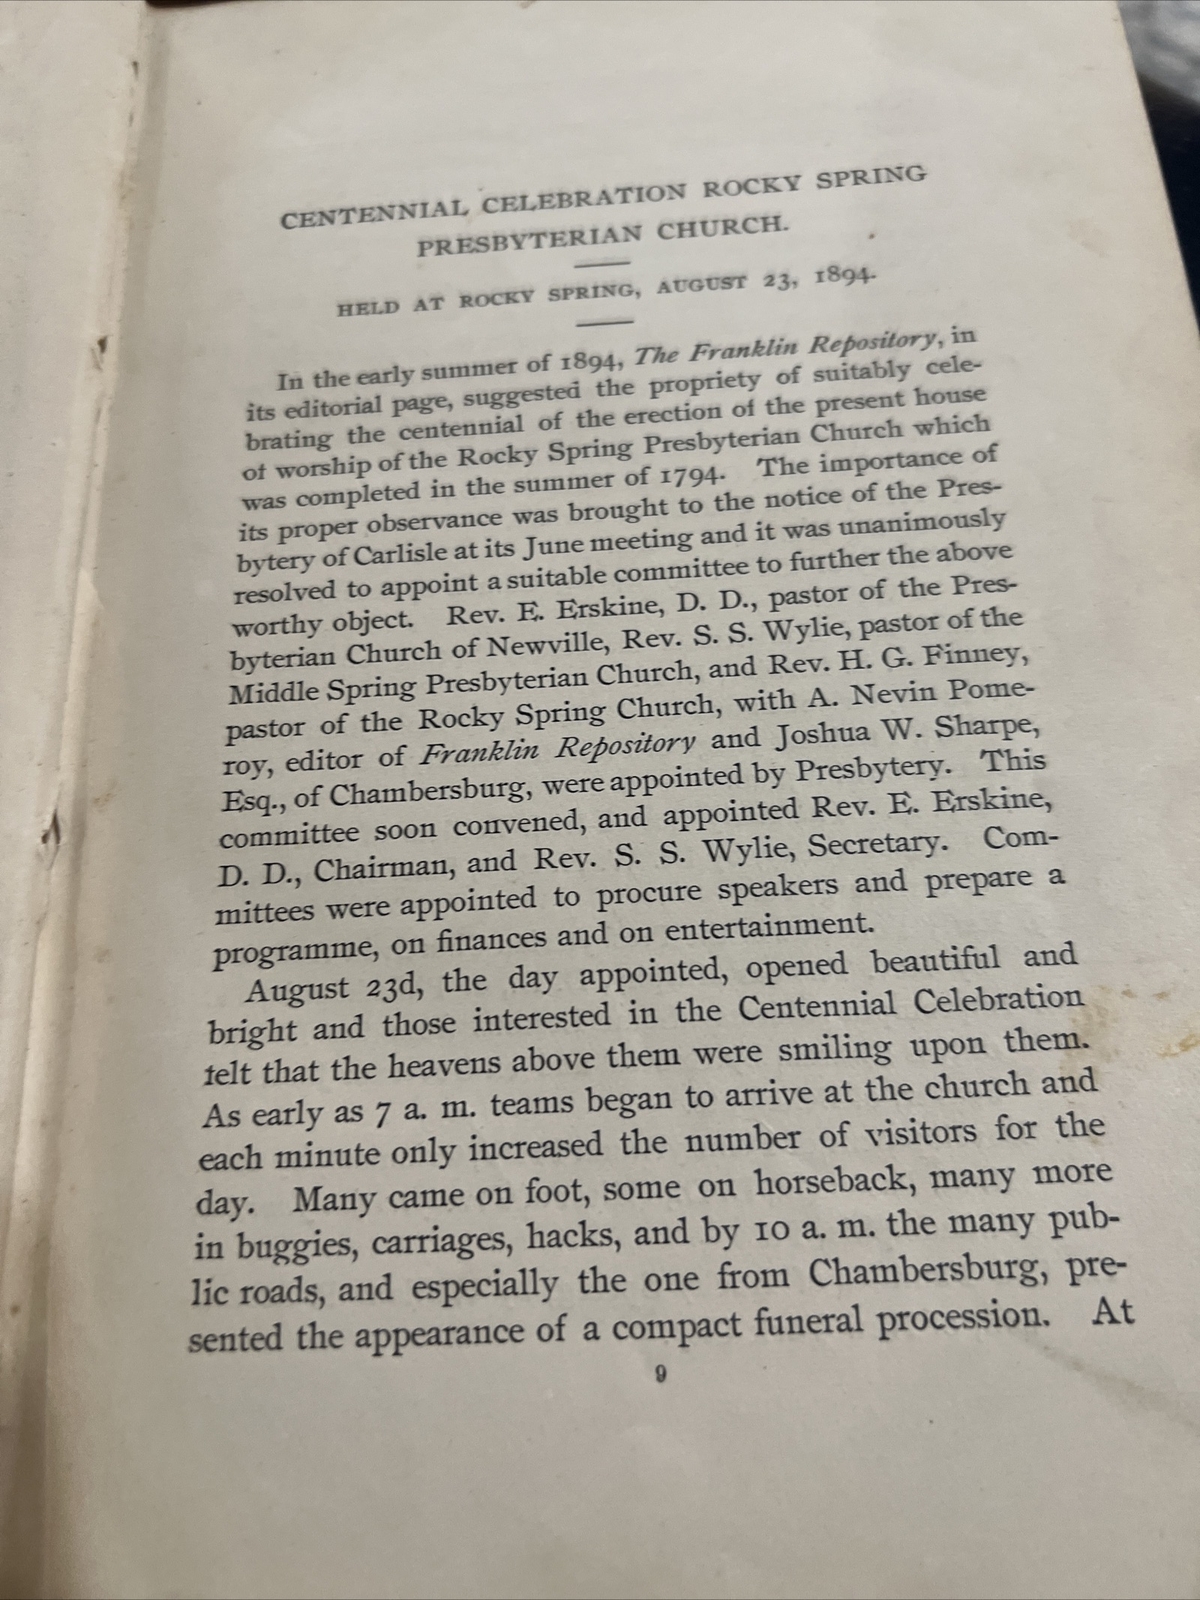 CENTENNIAL CELEBRATION ROCKY SPRING
PRESBYTERIAN CHURCH.
HELD AT ROCKY SPRING, AUGUST 23, 1894.
In the early summer of 1894, The Franklin Repository, in
its editorial page, suggested the propriety of suitably cele-
brating the centennial of the erection of the present house
of worship of the Rocky Spring Presbyterian Church which
was completed in the summer of 1794. The importance of
its proper observance was brought to the notice of the Pres-
bytery of Carlisle at its June meeting and it was unanimously
resolved to appoint a suitable committee to further the above
worthy object. Rev. E. Erskine, D. D., pastor of the Pres-
byterian Church of Newville, Rev. S. S. Wylie, pastor of the
Middle Spring Presbyterian Church, and Rev. H. G. Finney,
pastor of the Rocky Spring Church, with A. Nevin Pome-
roy, editor of Franklin Repository and Joshua W. Sharpe,
Esq., of Chambersburg, were appointed by Presbytery. This
committee soon convened, and appointed Rev. E. Erskine,
D. D., Chairman, and Rev. S. S. Wylie, Secretary. Com-
mittees were appointed to procure speakers and prepare a
programme, on finances and on entertainment.
August 23d, the day appointed, opened beautiful and
bright and those interested in the Centennial Celebration
felt that the heavens above them were smiling upon them.
As early as 7 a. m. teams began to arrive at the church and
each minute only increased the number of visitors for the
day. Many came on foot, some on horseback, many more
in buggies, carriages, hacks, and by 10 a. m. the many pub-
lic roads, and especially the one from Chambersburg, pre-
sented the appearance of a compact funeral procession. At
9